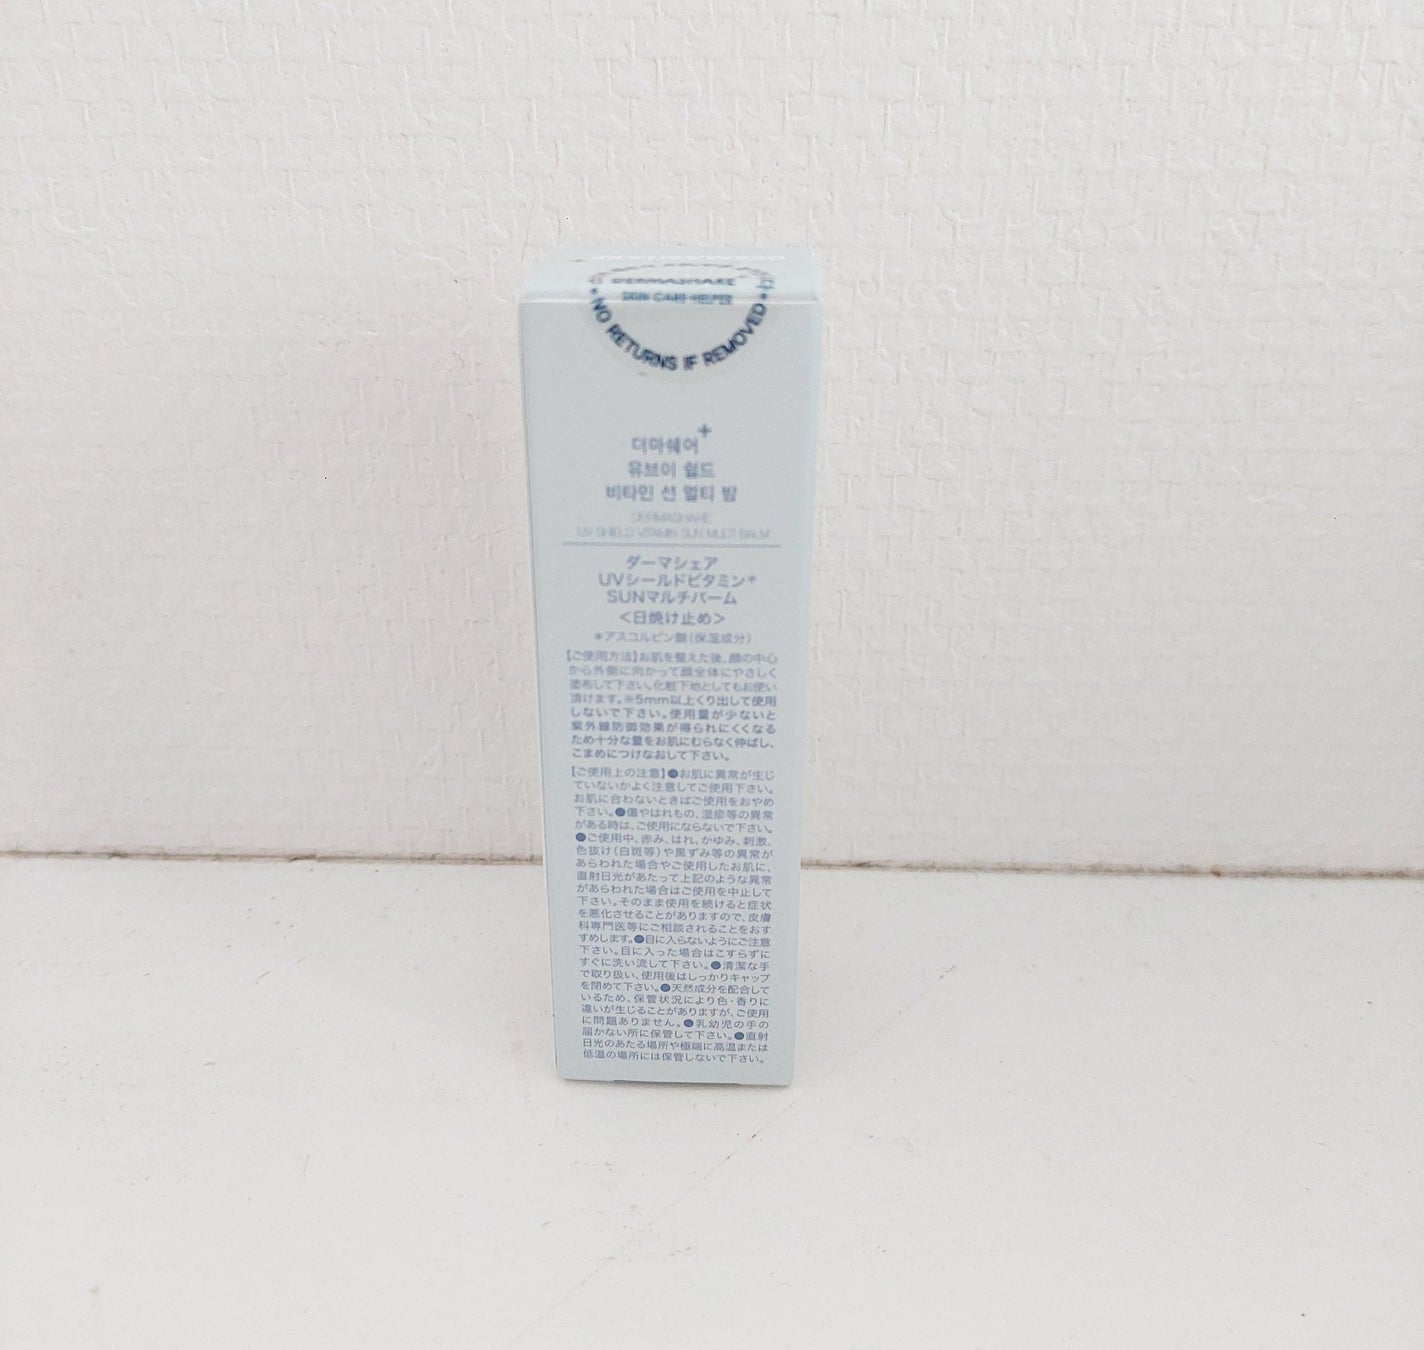 DERMASHARE
SKIN CARE HELPER
• NO RETURNS IF REMOVED •
더마쉐어+
유브이 쉴드
비타민 선 멀티 밤
DERMASHARE
UV SHIELD VITAMIN SUN MULTI BALM
ダーマシェア
UVシールドビタミン*
SUNマルチバーム
<日焼け止め>
*アスコルビン酸(保湿成分)
【ご使用方法】お肌を整えた後、顔の中心
から外側に向かって顔全体にやさしく
塗布して下さい。化粧下地としてもお使い
頂けます。※5mm以上くり出して使用
しないで下さい。使用量が少ないと
紫外線防御効果が得られにくくなる
ため十分な量をお肌にむらなく伸ばし、
こまめにつけなおして下さい。
【ご使用上の注意】●お肌に異常が生じ
ていないかよく注意してご使用下さい。
お肌に合わないときはご使用をおやめ
下さい。●傷やはれもの、湿疹等の異常
がある時は、ご使用にならないで下さい。
●ご使用中、赤み、はれ、かゆみ、刺激、
色抜け(白斑等)や黒ずみ等の異常が
あらわれた場合やご使用したお肌に、
直射日光があたって上記のような異常
があらわれた場合はご使用を中止して
下さい。そのまま使用を続けると症状
を悪化させることがありますので、皮膚
科専門医等にご相談されることをおす
すめします。●目に入らないようにご注意
下さい。目に入った場合はこすらずに
すぐに洗い流して下さい。●清潔な手
で取り扱い、使用後はしっかりキャップ
を閉めて下さい。●天然成分を配合して
いるため、保管状況により色・香りに
違いが生じることがありますが、ご使用
に問題ありません。●乳幼児の手の
届かない所に保管して下さい。●直射
日光のあたる場所や極端に高温または
低温の場所には保管しないで下さい。